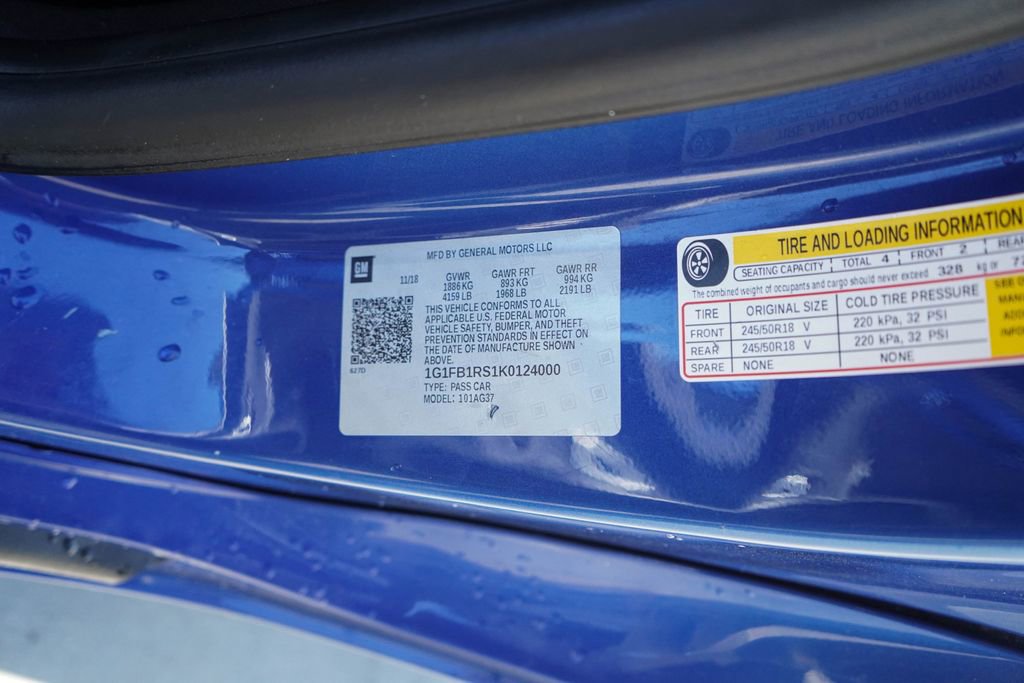 MFD BY GENERAL MOTORS LLC
GM
11/18
GVWR
1886 KG
4159 LB
GAWR FRT
893 KG
1968 LB
GAWR RR
994 KG
2191 LB
THIS VEHICLE CONFORMS TO ALL
APPLICABLE U.S. FEDERAL MOTOR
VEHICLE SAFETY, BUMPER, AND THEFT
PREVENTION STANDARDS IN EFFECT ON
THE DATE OF MANUFACTURE SHOWN
ABOVE.
627D
1G1FB1RS1K0124000
TYPE: PASS CAR
MODEL: 101AG37
TIRE AND LOADING INFORMATION
SEATING CAPACITY TOTAL 4 FRONT 2 REAR
The combined weight of occupants and cargo should never exceed 328 kg or
TIRE ORIGINAL SIZE COLD TIRE PRESSURE
FRONT 245/50R18 V 220 kPa, 32 PSI
REAR 245/50R18 V 220 kPa, 32 PSI
SPARE NONE NONE
SEE